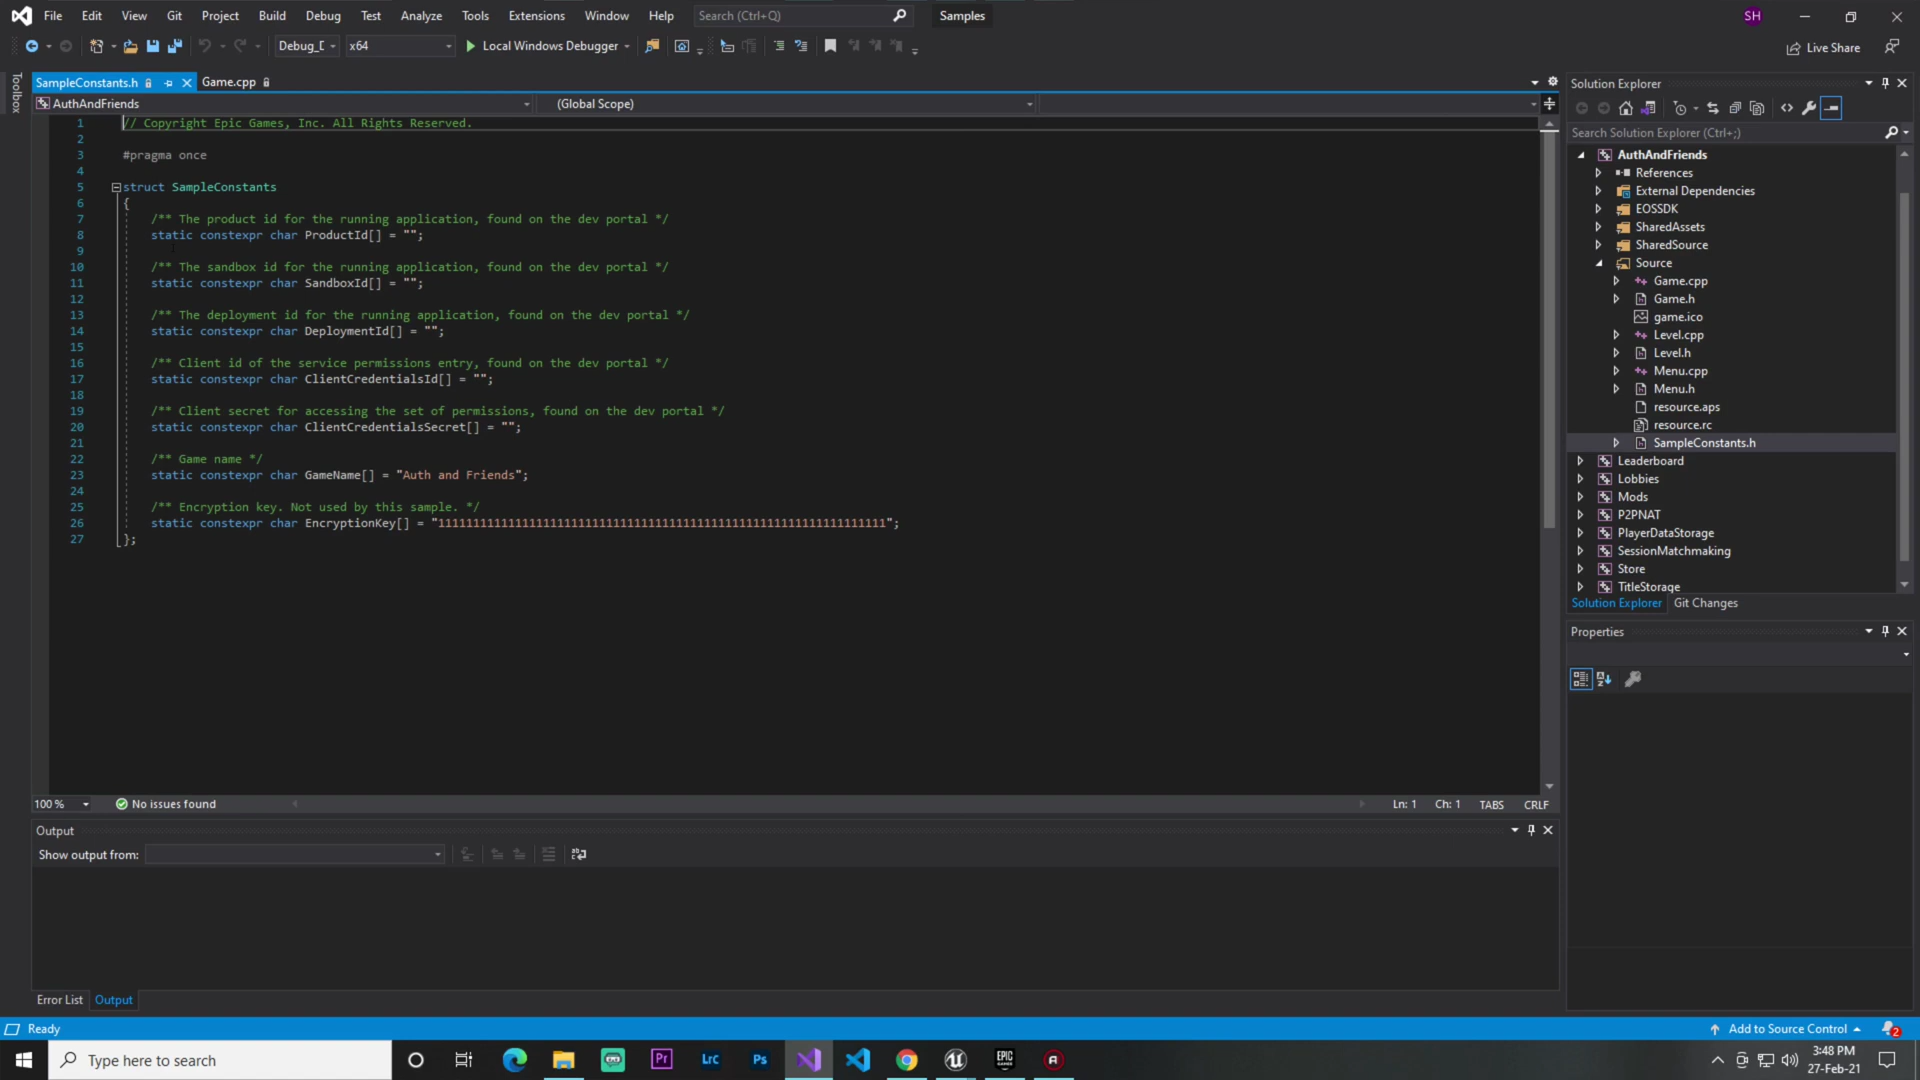 File Edit View Git Project Build Debug Test Analyze Tools Extensions Window Help Search (Ctrl+Q) Samples SH
Debug_D x64 Local Windows Debugger Live Share
Toolbox
SampleConstants.h Game.cpp
AuthAndFriends (Global Scope)
1 // Copyright Epic Games, Inc. All Rights Reserved.
2
3 #pragma once
4
5 struct SampleConstants
6 {
7 /** The product id for the running application, found on the dev portal */
8 static constexpr char ProductId[] = "";
9
10 /** The sandbox id for the running application, found on the dev portal */
11 static constexpr char SandboxId[] = "";
12
13 /** The deployment id for the running application, found on the dev portal */
14 static constexpr char DeploymentId[] = "";
15
16 /** Client id of the service permissions entry, found on the dev portal */
17 static constexpr char ClientCredentialsId[] = "";
18
19 /** Client secret for accessing the set of permissions, found on the dev portal */
20 static constexpr char ClientCredentialsSecret[] = "";
21
22 /** Game name */
23 static constexpr char GameName[] = "Auth and Friends";
24
25 /** Encryption key. Not used by this sample. */
26 static constexpr char EncryptionKey[] = "1111111111111111111111111111111111111111111111111111111111111111";
27 };
100 % No issues found Ln: 1 Ch: 1 TABS CRLF
Output
Show output from:
Error List Output
Solution Explorer
Search Solution Explorer (Ctrl+;)
AuthAndFriends
References
External Dependencies
EOSSDK
SharedAssets
SharedSource
Source
Game.cpp
Game.h
game.ico
Level.cpp
Level.h
Menu.cpp
Menu.h
resource.aps
resource.rc
SampleConstants.h
Leaderboard
Lobbies
Mods
P2PNAT
PlayerDataStorage
SessionMatchmaking
Store
TitleStorage
Solution Explorer Git Changes
Properties
Ready Add to Source Control 2
Type here to search Pr Lrc Ps EPIC GAMES 3:48 PM
27-Feb-21